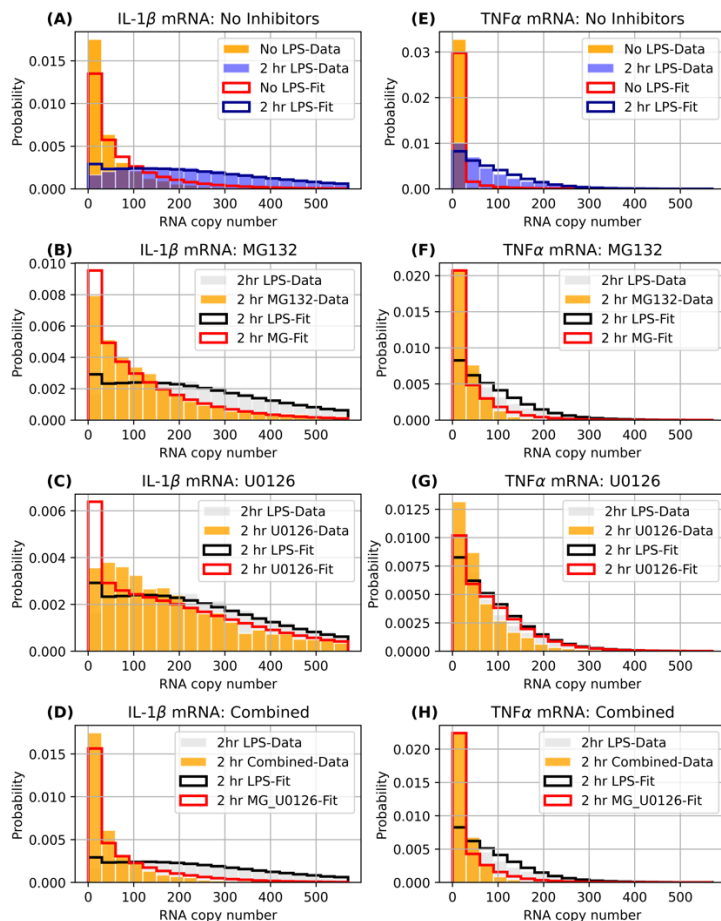 (A) IL-1β mRNA: No Inhibitors
Probability
0.015
0.010
0.005
0.000
No LPS-Data
2 hr LPS-Data
No LPS-Fit
2 hr LPS-Fit
0 100 200 300 400 500
RNA copy number
(E) TNFα mRNA: No Inhibitors
Probability
0.03
0.02
0.01
0.00
No LPS-Data
2 hr LPS-Data
No LPS-Fit
2 hr LPS-Fit
0 100 200 300 400 500
RNA copy number
(B) IL-1β mRNA: MG132
Probability
0.010
0.008
0.006
0.004
0.002
0.000
2hr LPS-Data
2 hr MG132-Data
2 hr LPS-Fit
2 hr MG-Fit
0 100 200 300 400 500
RNA copy number
(F) TNFα mRNA: MG132
Probability
0.020
0.015
0.010
0.005
0.000
2hr LPS-Data
2 hr MG132-Data
2 hr LPS-Fit
2 hr MG-Fit
0 100 200 300 400 500
RNA copy number
(C) IL-1β mRNA: U0126
Probability
0.006
0.004
0.002
0.000
2hr LPS-Data
2 hr U0126-Data
2 hr LPS-Fit
2 hr U0126-Fit
0 100 200 300 400 500
RNA copy number
(G) TNFα mRNA: U0126
Probability
0.0125
0.0100
0.0075
0.0050
0.0025
0.0000
2hr LPS-Data
2 hr U0126-Data
2 hr LPS-Fit
2 hr U0126-Fit
0 100 200 300 400 500
RNA copy number
(D) IL-1β mRNA: Combined
Probability
0.015
0.010
0.005
0.000
2hr LPS-Data
2 hr Combined-Data
2 hr LPS-Fit
2 hr MG_U0126-Fit
0 100 200 300 400 500
RNA copy number
(H) TNFα mRNA: Combined
Probability
0.020
0.015
0.010
0.005
0.000
2hr LPS-Data
2 hr Combined-Data
2 hr LPS-Fit
2 hr MG_U0126-Fit
0 100 200 300 400 500
RNA copy number